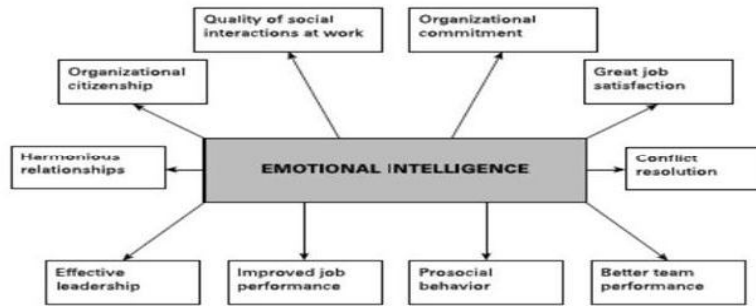 Quality of social
interactions at work
Organizational
commitment
Organizational
citizenship
Great job
satisfaction
Harmonious
relationships
EMOTIONAL INTELLIGENCE
Conflict
resolution
Effective
leadership
Improved job
performance
Prosocial
behavior
Better team
performance